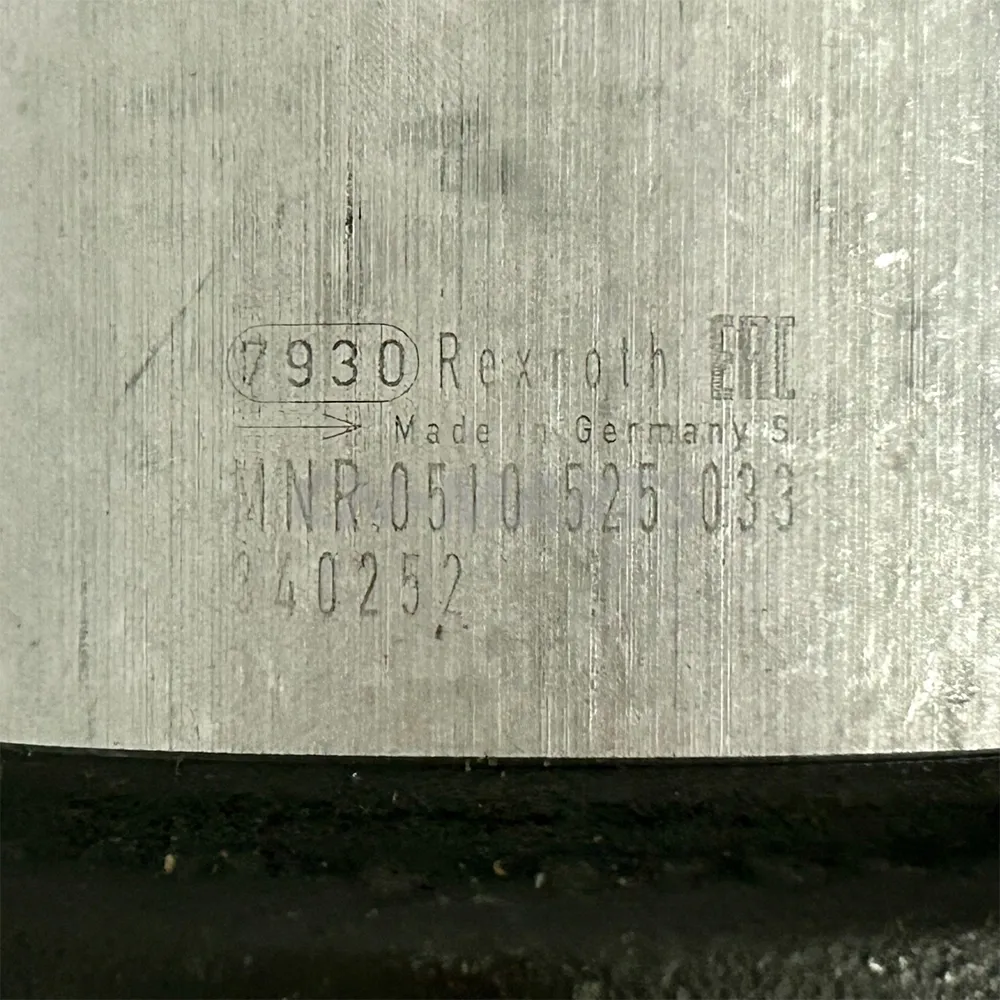 7930 Rexroth EAC
Made in Germany S
MNR.0510 525 033
340252